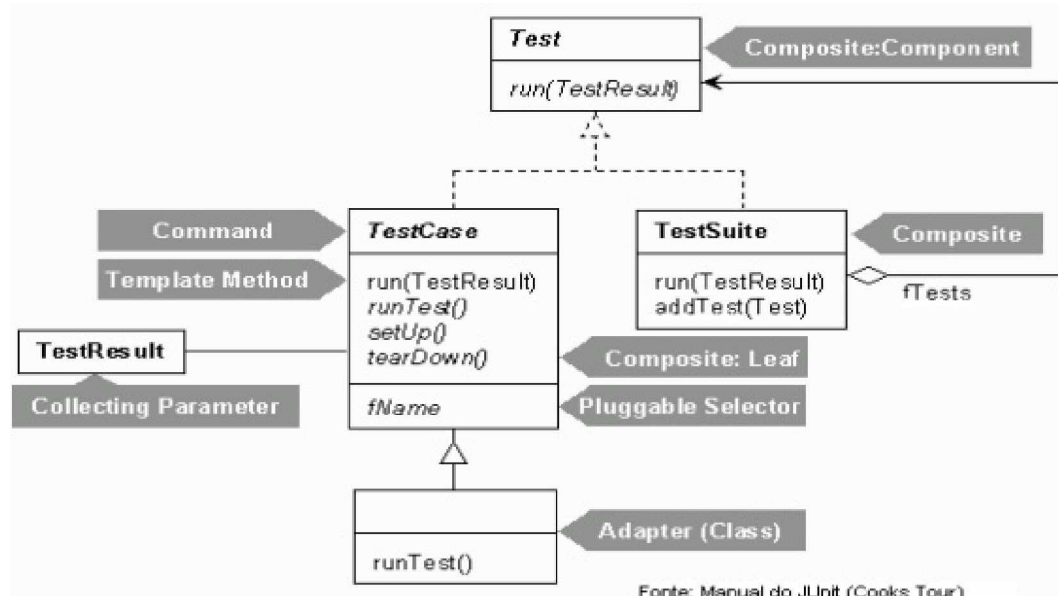 Test
Composite:Component
run(TestResult)
Command
TestCase
TestSuite
Composite
Template Method
run(TestResult)
runTest()
setUp()
tearDown()
run(TestResult)
addTest(Test)
fTests
TestResult
Composite: Leaf
Collecting Parameter
fName
Pluggable Selector
Adapter (Class)
runTest()
Fonte: Manual do JUnit (Cooks Tour)